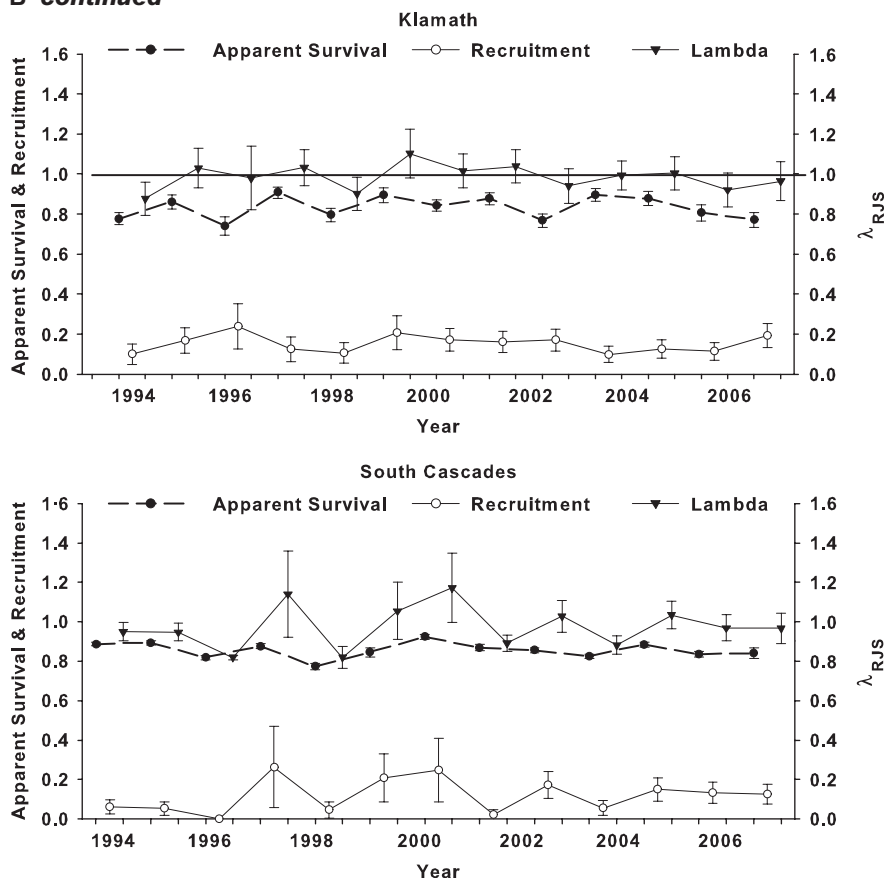 B continued
Klamath
Apparent Survival Recruitment Lambda
1.6 1.6
1.4 1.4
1.2 1.2
1.0 1.0
0.8 0.8
0.6 0.6
0.4 0.4
0.2 0.2
0.0 0.0
Apparent Survival & Recruitment
λRJS
1994 1996 1998 2000 2002 2004 2006
Year
South Cascades
Apparent Survival Recruitment Lambda
1.6 1.6
1.4 1.4
1.2 1.2
1.0 1.0
0.8 0.8
0.6 0.6
0.4 0.4
0.2 0.2
0.0 0.0
Apparent Survival & Recruitment
λRJS
1994 1996 1998 2000 2002 2004 2006
Year